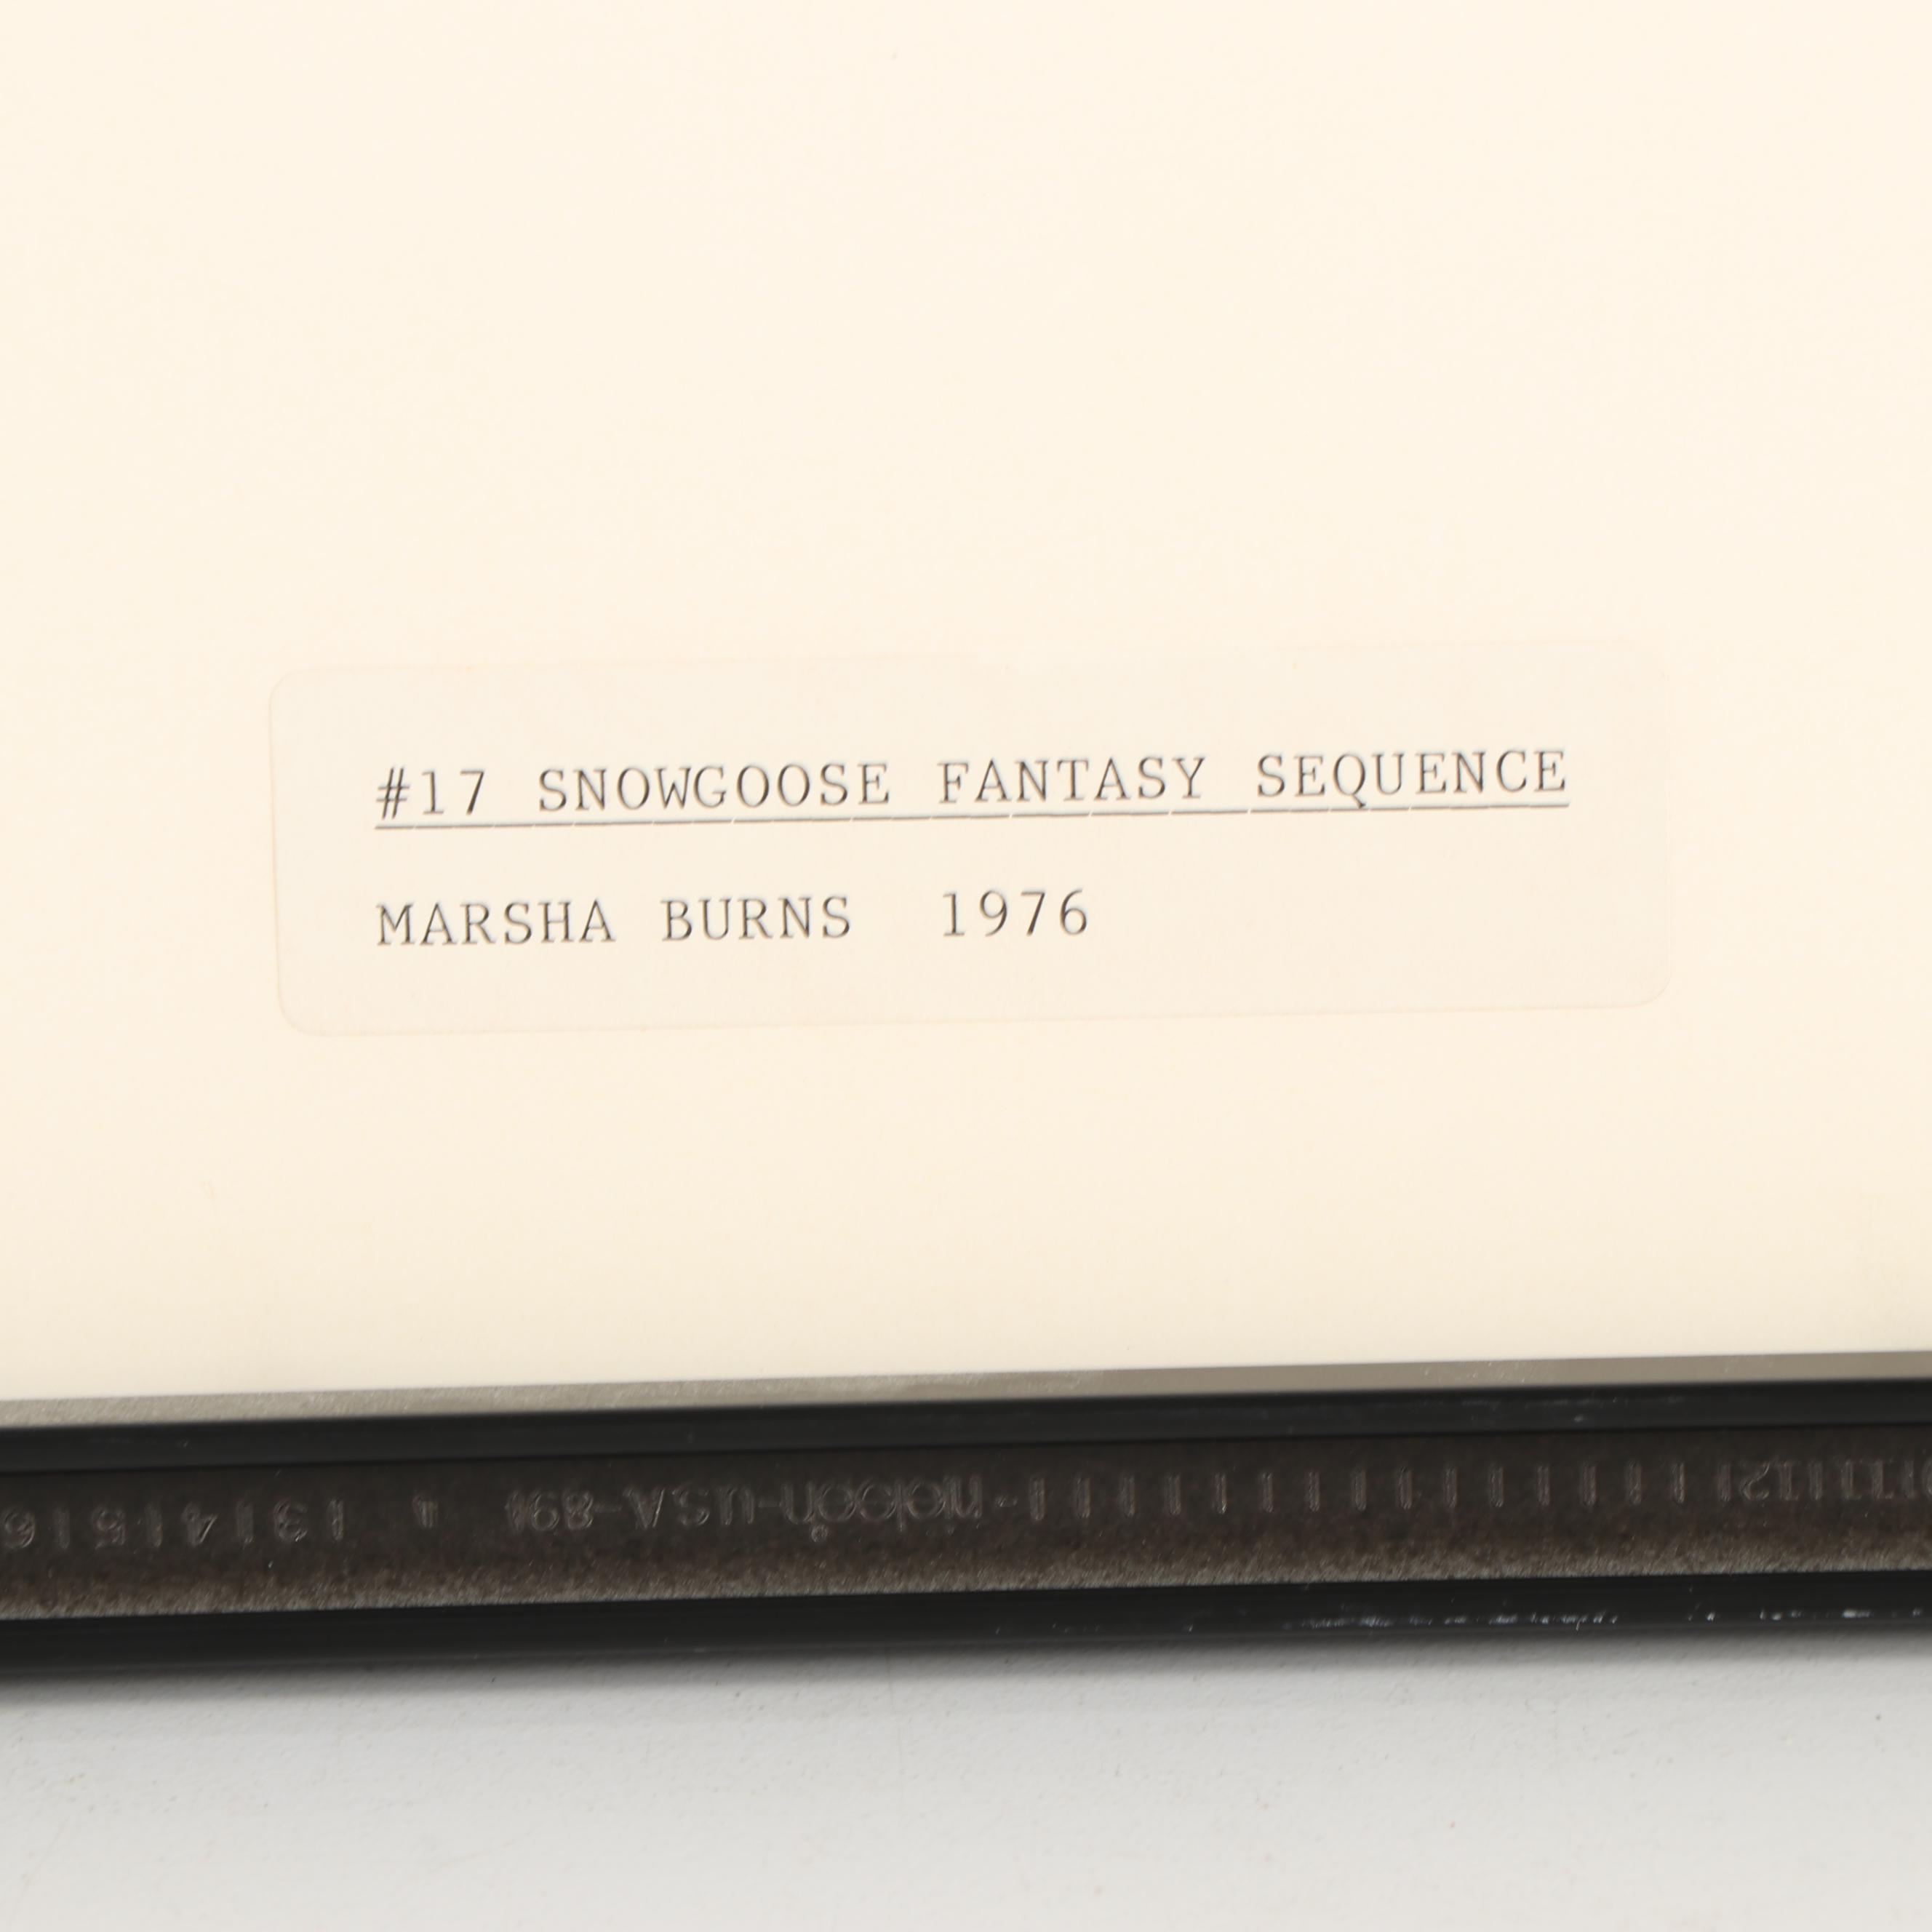 #17 SNOWGOOSE FANTASY SEQUENCE
MARSHA BURNS 1976